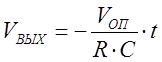 V_ВЫХ = − V_ОП / (R · C) · t